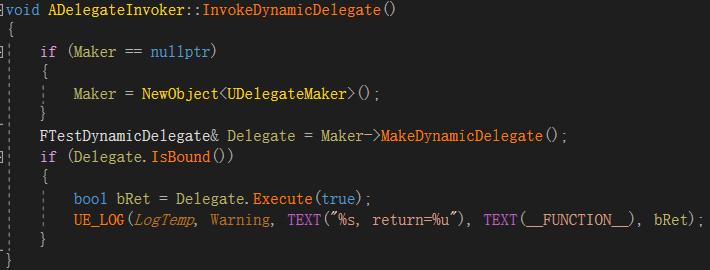 void ADelegateInvoker::InvokeDynamicDelegate()
{
if (Maker == nullptr)
{
Maker = NewObject<UDelegateMaker>();
}
FTestDynamicDelegate& Delegate = Maker->MakeDynamicDelegate();
if (Delegate.IsBound())
{
bool bRet = Delegate.Execute(true);
UE_LOG(LogTemp, Warning, TEXT("%s, return=%u"), TEXT(__FUNCTION__), bRet);
}
}